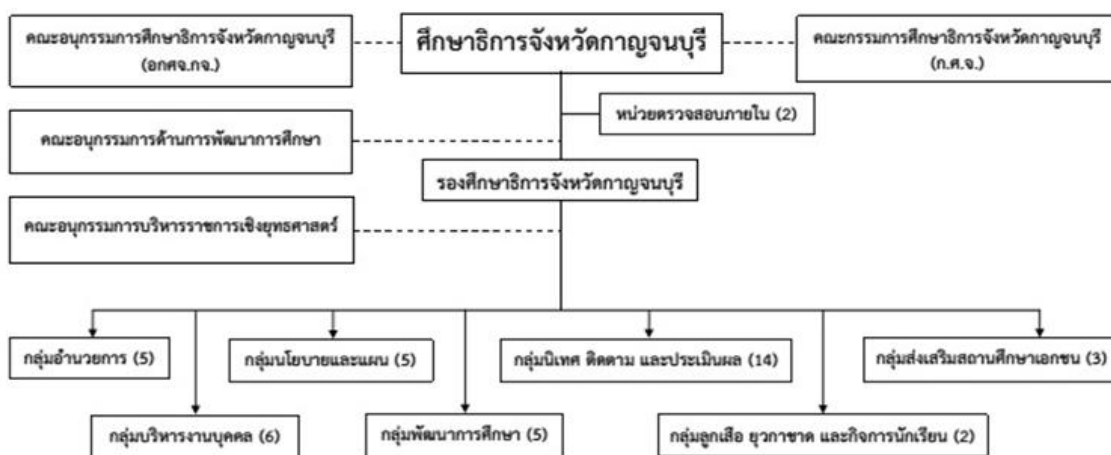 คณะอนุกรรมการศึกษาธิการจังหวัดกาญจนบุรี
(อกศจ.กจ.)
ศึกษาธิการจังหวัดกาญจนบุรี
คณะกรรมการศึกษาธิการจังหวัดกาญจนบุรี
(ก.ศ.จ.)
หน่วยตรวจสอบภายใน (2)
คณะอนุกรรมการด้านการพัฒนาการศึกษา
รองศึกษาธิการจังหวัดกาญจนบุรี
คณะอนุกรรมการบริหารราชการเชิงยุทธศาสตร์
กลุ่มอำนวยการ (5)
กลุ่มนโยบายและแผน (5)
กลุ่มนิเทศ ติดตาม และประเมินผล (14)
กลุ่มส่งเสริมสถานศึกษาเอกชน (3)
กลุ่มบริหารงานบุคคล (6)
กลุ่มพัฒนาการศึกษา (5)
กลุ่มลูกเสือ ยุวกาชาด และกิจการนักเรียน (2)